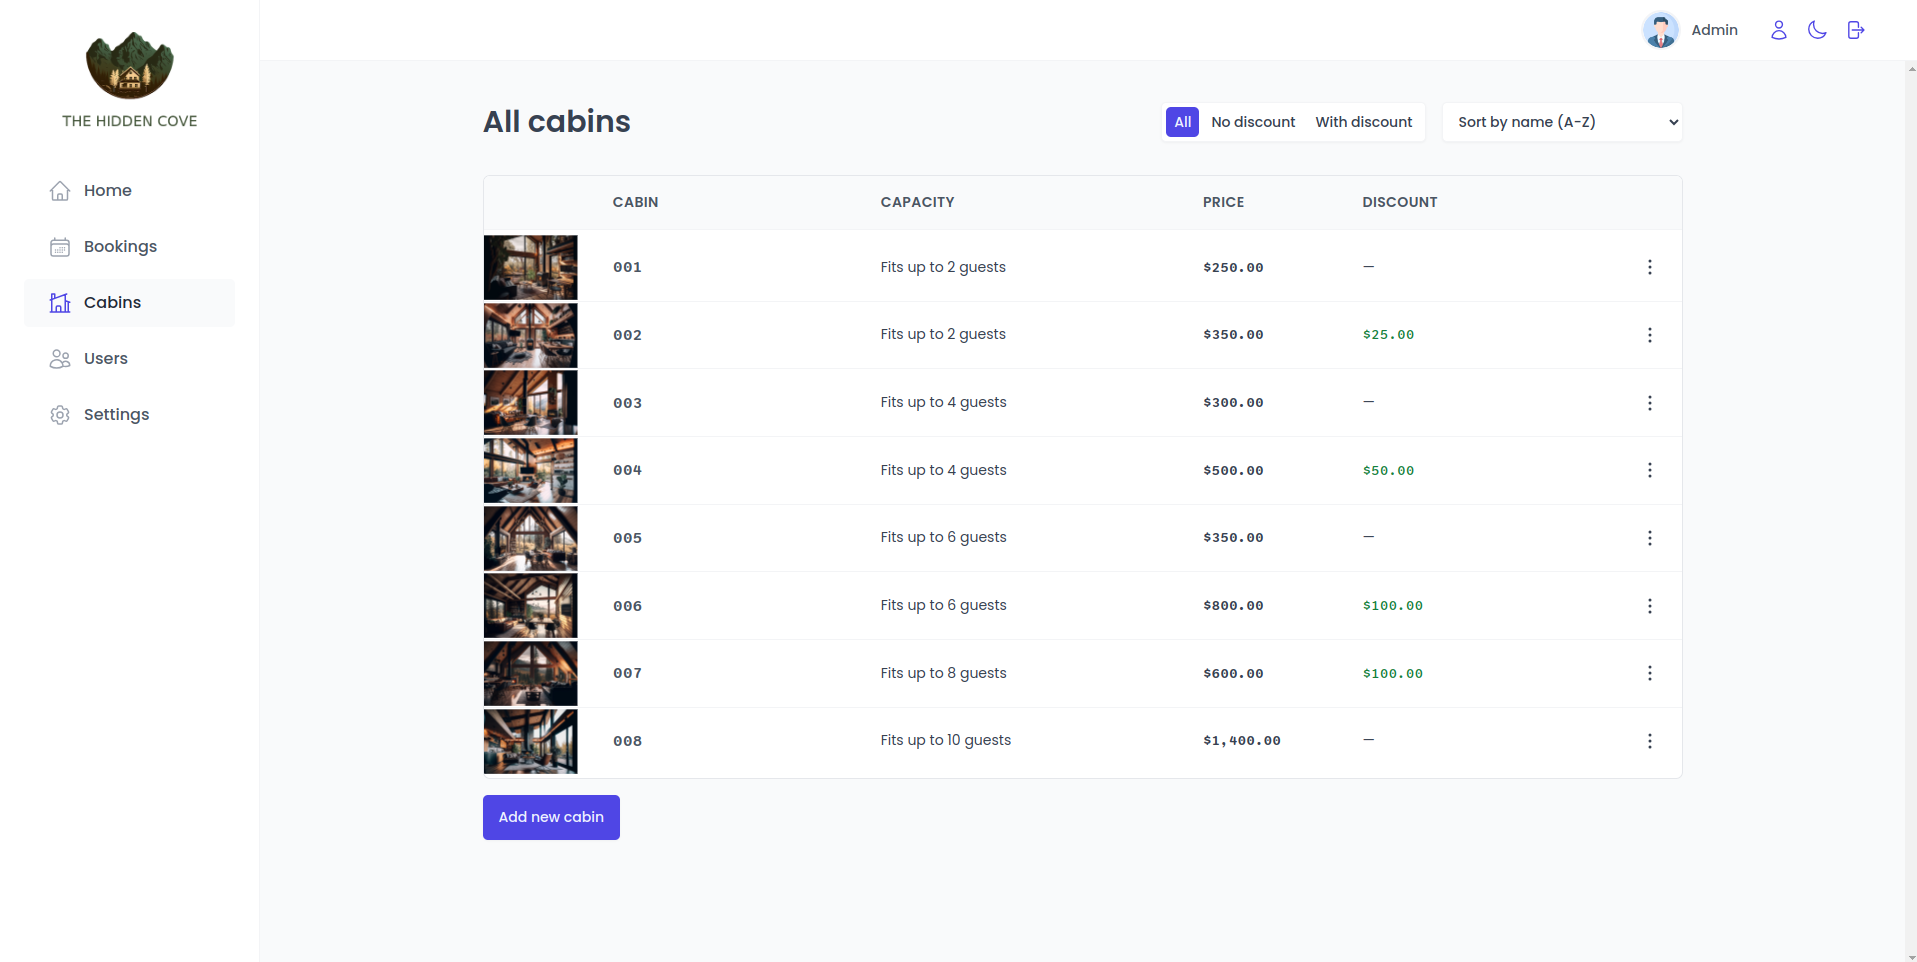 THE HIDDEN COVE
Home
Bookings
Cabins
Users
Settings
Admin
All cabins
All No discount With discount Sort by name (A-Z)
CABIN CAPACITY PRICE DISCOUNT
001 Fits up to 2 guests $250.00 —
002 Fits up to 2 guests $350.00 $25.00
003 Fits up to 4 guests $300.00 —
004 Fits up to 4 guests $500.00 $50.00
005 Fits up to 6 guests $350.00 —
006 Fits up to 6 guests $800.00 $100.00
007 Fits up to 8 guests $600.00 $100.00
008 Fits up to 10 guests $1,400.00 —
Add new cabin